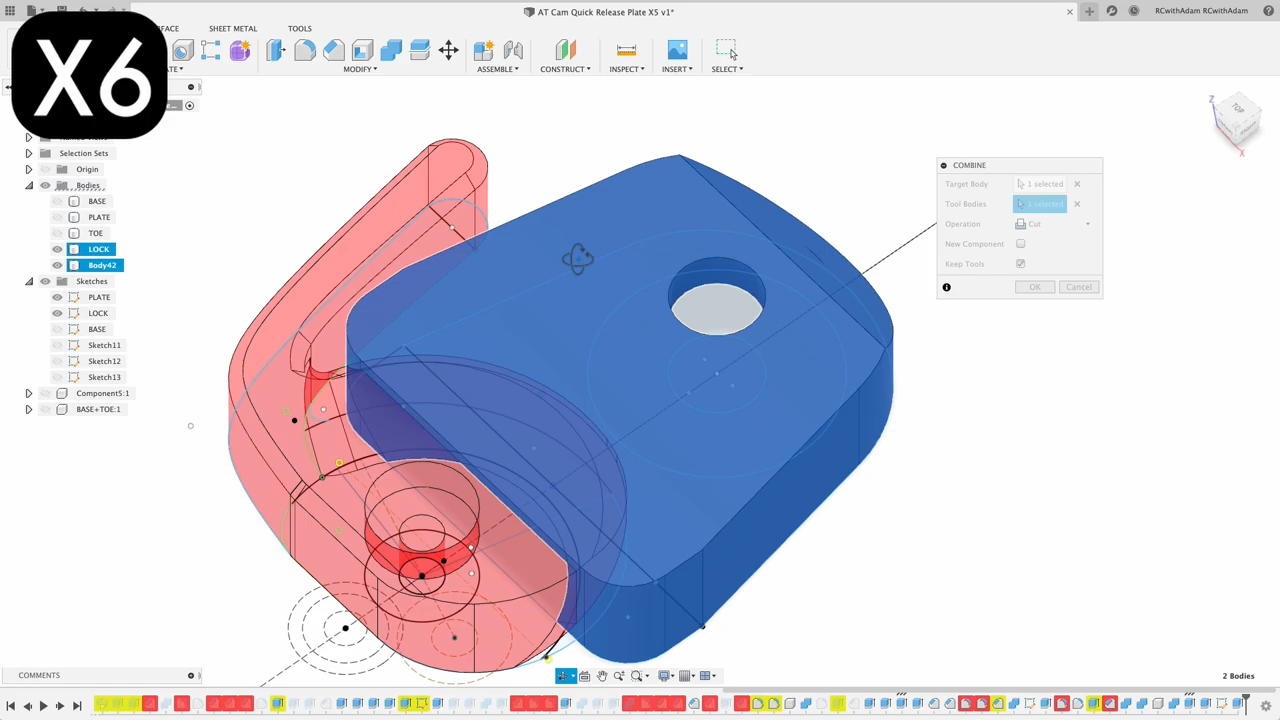 AT Cam Quick Release Plate X5 v1*
RCwithAdam RCwithAdam
X6
SHEET METAL
TOOLS
MODIFY
ASSEMBLE
CONSTRUCT
INSPECT
INSERT
SELECT
Selection Sets
Origin
Bodies
BASE
PLATE
TOE
LOCK
Body42
Sketches
PLATE
LOCK
BASE
Sketch11
Sketch12
Sketch13
Component5:1
BASE+TOE:1
TOP
Z
X
COMBINE
Target Body 1 selected
Tool Bodies 1 selected
Operation Cut
New Component
Keep Tools
OK Cancel
COMMENTS
2 Bodies